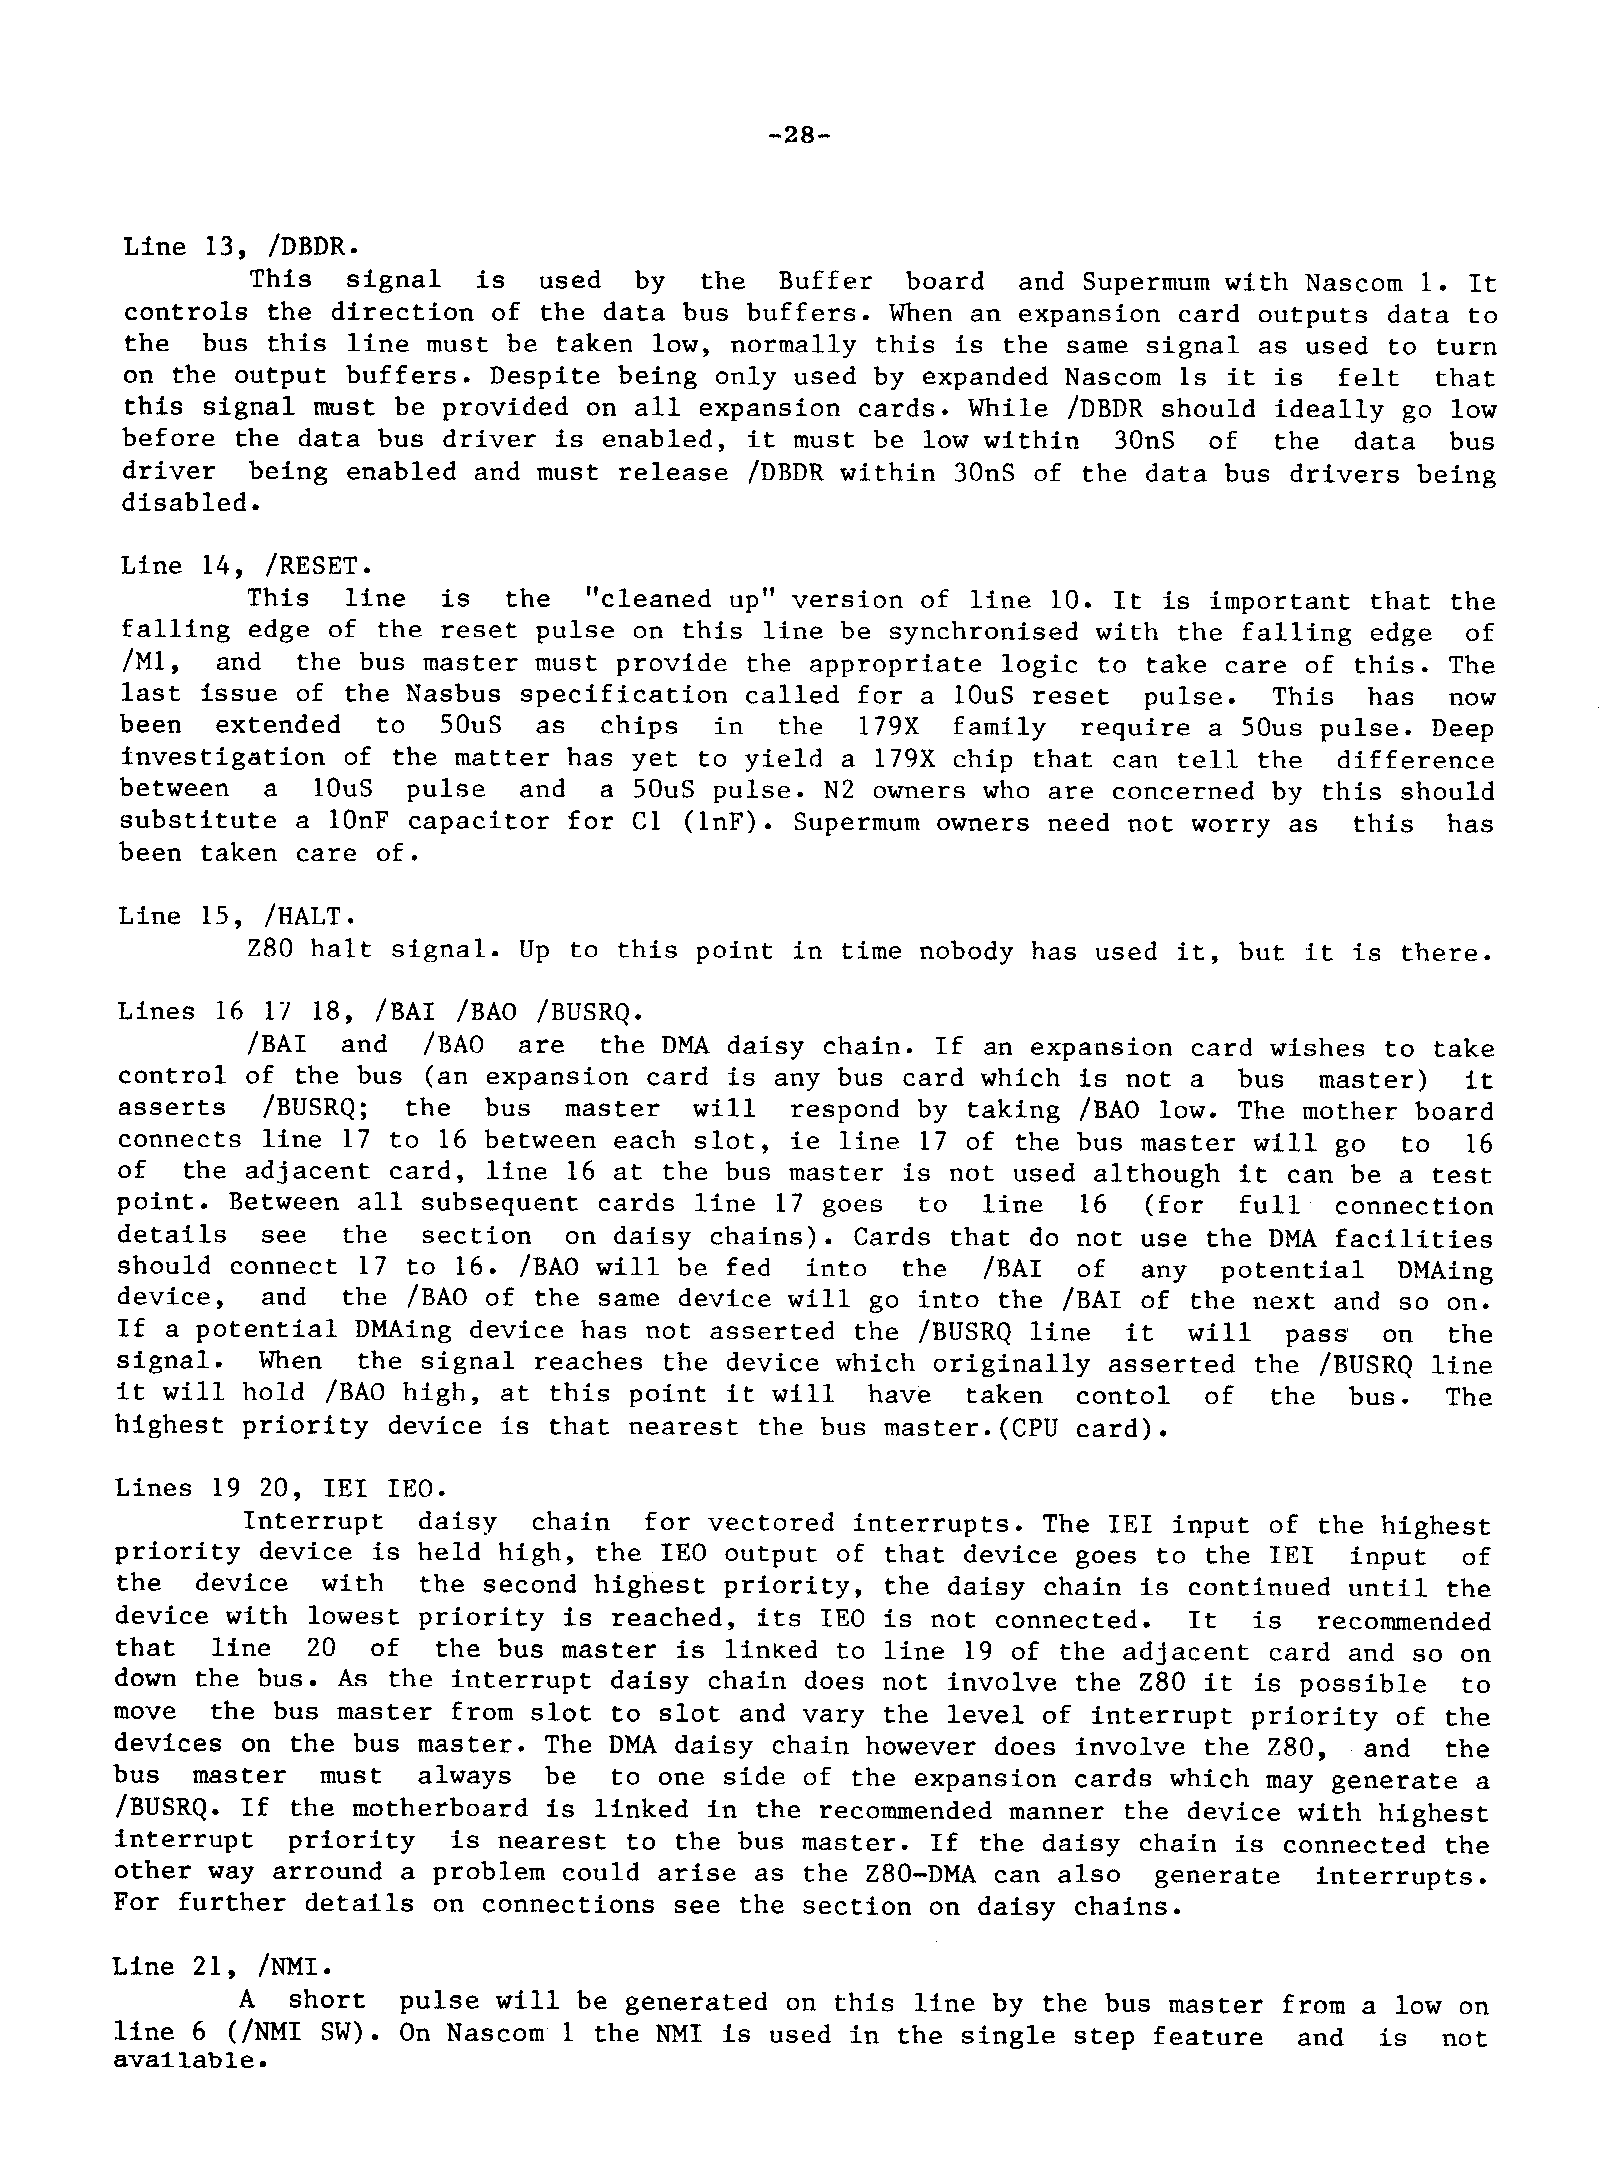 -28-
Line 13, /DBDR.
This signal is used by the Buffer board and Supermum with Nascom 1. It
controls the direction of the data bus buffers. When an expansion card outputs data to
the bus this line must be taken low, normally this is the same signal as used to turn
on the output buffers. Despite being only used by expanded Nascom 1s it is felt that
this signal must be provided on all expansion cards. While /DBDR should ideally go low
before the data bus driver is enabled, it must be low within 30nS of the data bus
driver being enabled and must release /DBDR within 30nS of the data bus drivers being
disabled.
Line 14, /RESET.
This line is the "cleaned up" version of line 10. It is important that the
falling edge of the reset pulse on this line be synchronised with the falling edge of
/M1, and the bus master must provide the appropriate logic to take care of this. The
last issue of the Nasbus specification called for a 10uS reset pulse. This has now
been extended to 50uS as chips in the 179X family require a 50us pulse. Deep
investigation of the matter has yet to yield a 179X chip that can tell the difference
between a 10uS pulse and a 50uS pulse. N2 owners who are concerned by this should
substitute a 10nF capacitor for C1 (1nF). Supermum owners need not worry as this has
been taken care of.
Line 15, /HALT.
Z80 halt signal. Up to this point in time nobody has used it, but it is there.
Lines 16 17 18, /BAI /BAO /BUSRQ.
/BAI and /BAO are the DMA daisy chain. If an expansion card wishes to take
control of the bus (an expansion card is any bus card which is not a bus master) it
asserts /BUSRQ; the bus master will respond by taking /BAO low. The mother board
connects line 17 to 16 between each slot, ie line 17 of the bus master will go to 16
of the adjacent card, line 16 at the bus master is not used although it can be a test
point. Between all subsequent cards line 17 goes to line 16 (for full connection
details see the section on daisy chains). Cards that do not use the DMA facilities
should connect 17 to 16. /BAO will be fed into the /BAI of any potential DMAing
device, and the /BAO of the same device will go into the /BAI of the next and so on.
If a potential DMAing device has not asserted the /BUSRQ line it will pass on the
signal. When the signal reaches the device which originally asserted the /BUSRQ line
it will hold /BAO high, at this point it will have taken contol of the bus. The
highest priority device is that nearest the bus master.(CPU card).
Lines 19 20, IEI IEO.
Interrupt daisy chain for vectored interrupts. The IEI input of the highest
priority device is held high, the IEO output of that device goes to the IEI input of
the device with the second highest priority, the daisy chain is continued until the
device with lowest priority is reached, its IEO is not connected. It is recommended
that line 20 of the bus master is linked to line 19 of the adjacent card and so on
down the bus. As the interrupt daisy chain does not involve the Z80 it is possible to
move the bus master from slot to slot and vary the level of interrupt priority of the
devices on the bus master. The DMA daisy chain however does involve the Z80, and the
bus master must always be to one side of the expansion cards which may generate a
/BUSRQ. If the motherboard is linked in the recommended manner the device with highest
interrupt priority is nearest to the bus master. If the daisy chain is connected the
other way arround a problem could arise as the Z80-DMA can also generate interrupts.
For further details on connections see the section on daisy chains.
Line 21, /NMI.
A short pulse will be generated on this line by the bus master from a low on
line 6 (/NMI SW). On Nascom 1 the NMI is used in the single step feature and is not
available.